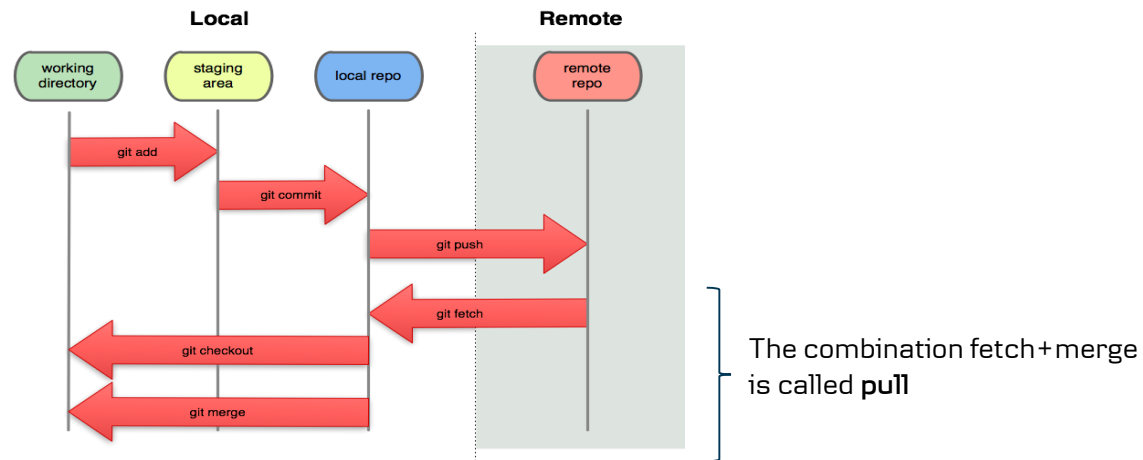 Local
Remote
working
directory
staging
area
local repo
remote
repo
git add
git commit
git push
git fetch
git checkout
git merge
The combination fetch+merge
is called pull